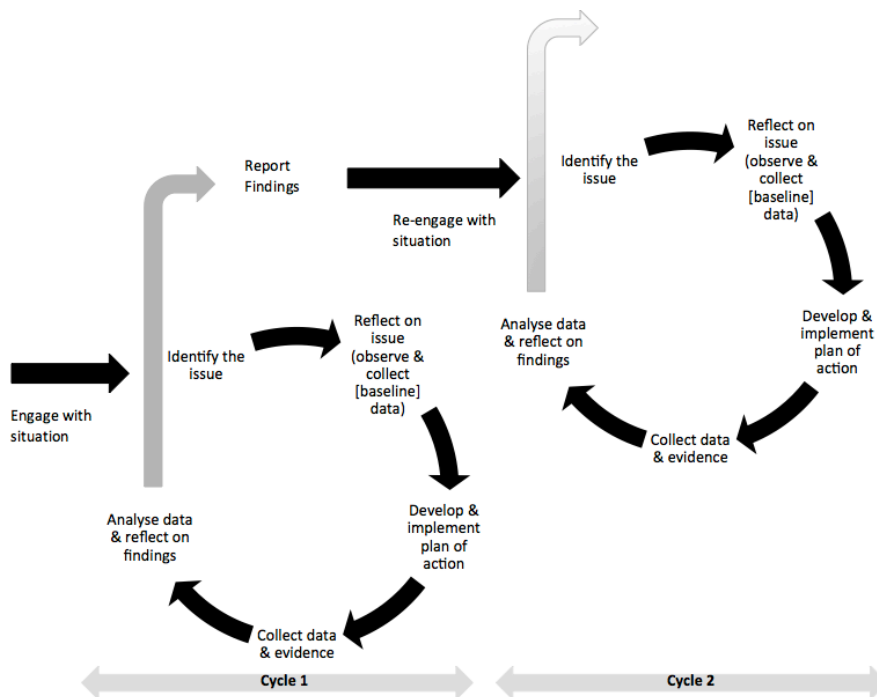 Report
Findings
Re-engage with
situation
Identify the
issue
Reflect on
issue
(observe &
collect
[baseline]
data)
Develop &
implement
plan of
action
Collect data
& evidence
Analyse data
& reflect on
findings
Engage with
situation
Identify the
issue
Reflect on
issue
(observe &
collect
[baseline]
data)
Develop &
implement
plan of
action
Collect data
& evidence
Analyse data
& reflect on
findings
Cycle 1
Cycle 2